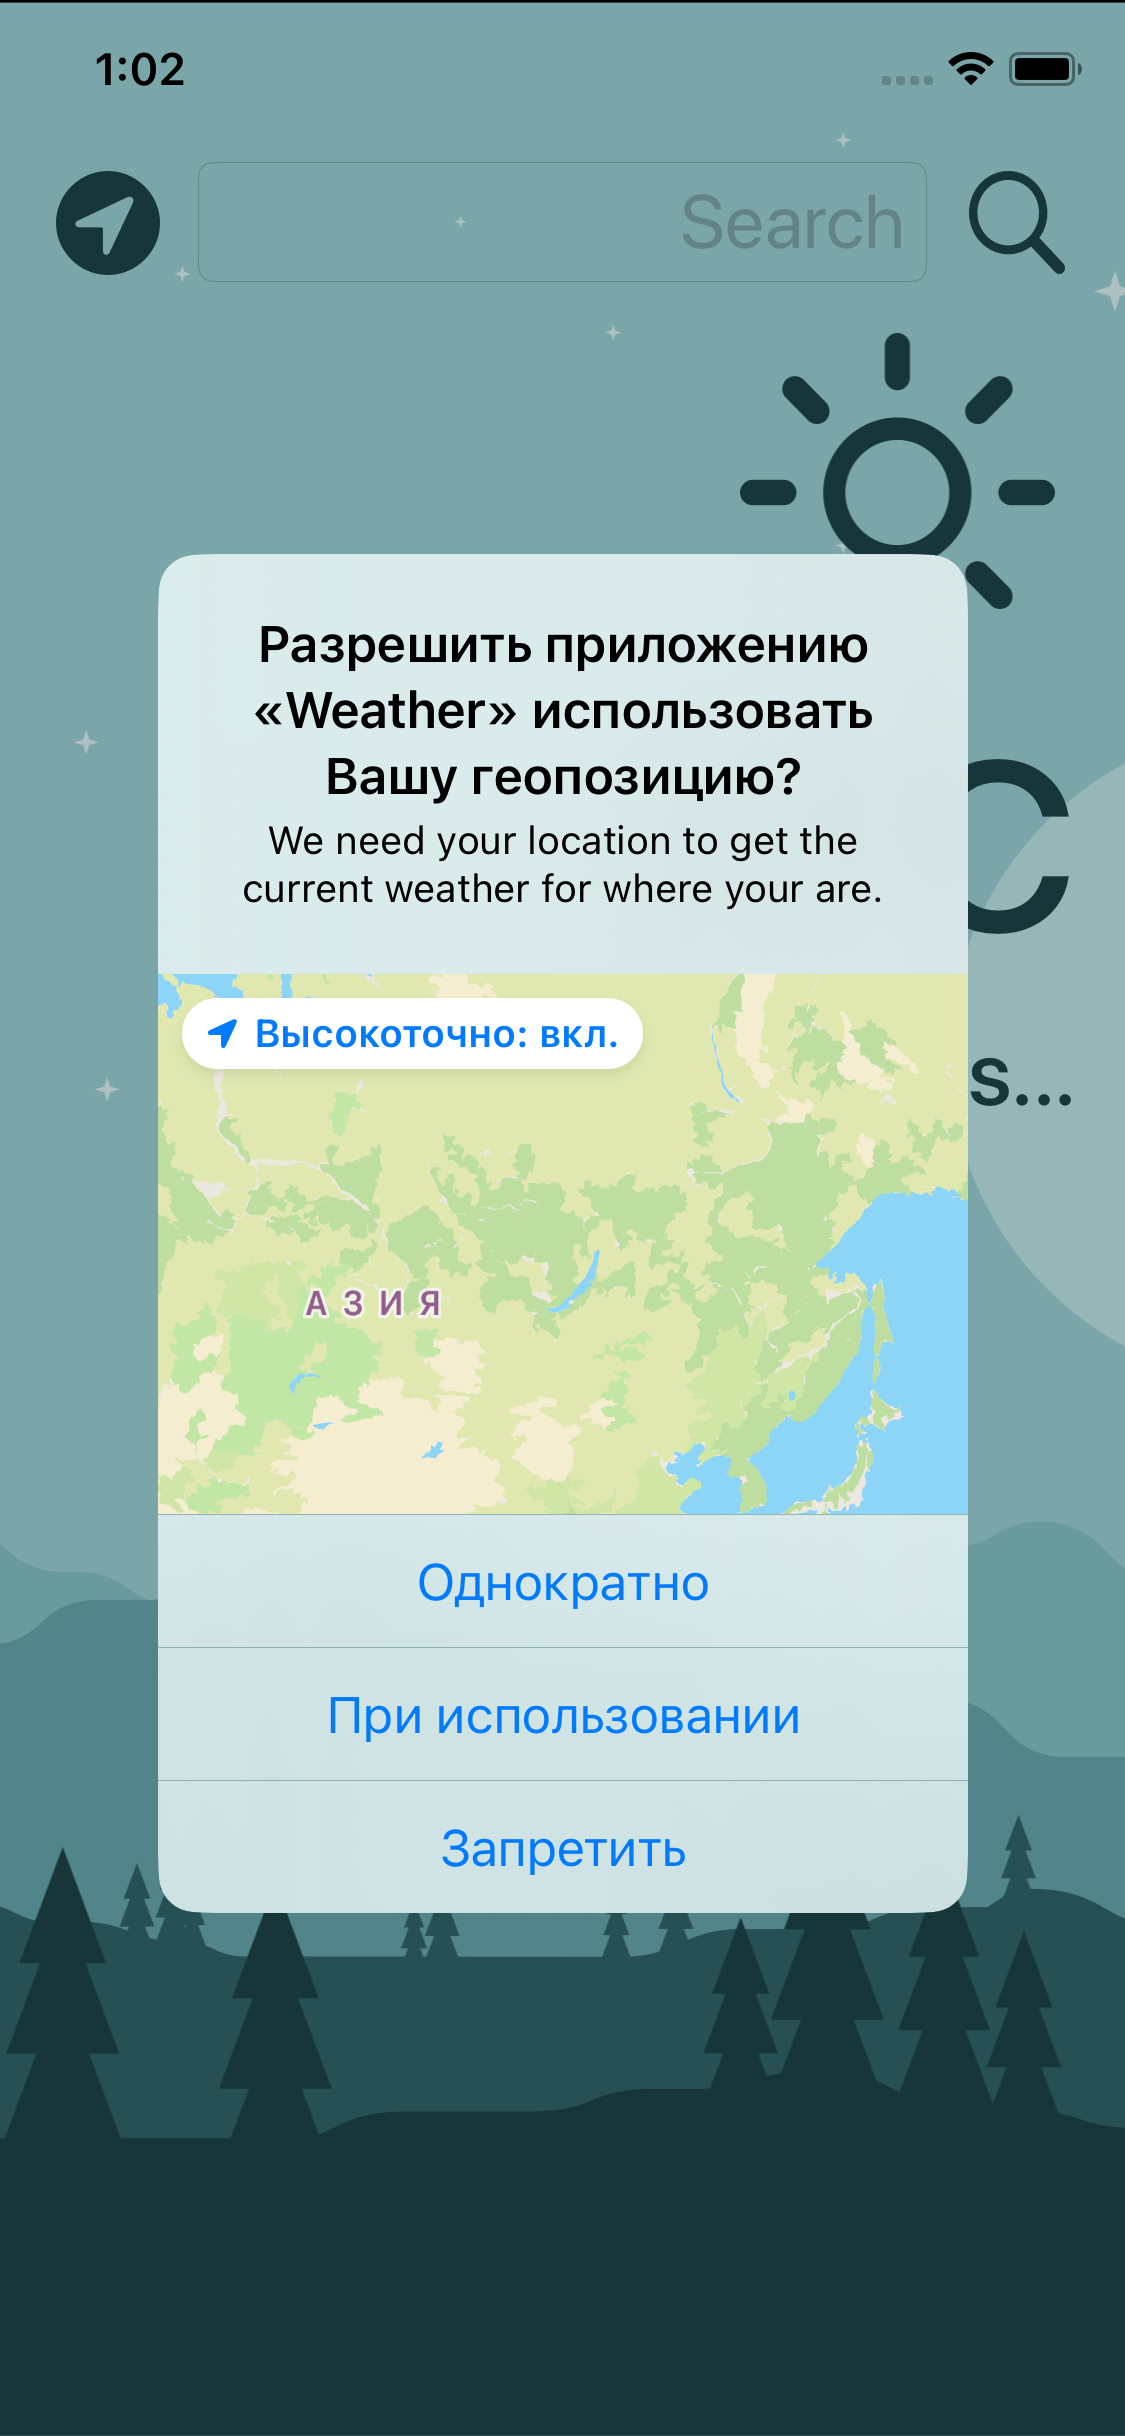 1:02
Search
Разрешить приложению
«Weather» использовать
Вашу геопозицию?
We need your location to get the
current weather for where your are.
C
s...
Высокоточно: вкл.
АЗИЯ
Однократно
При использовании
Запретить